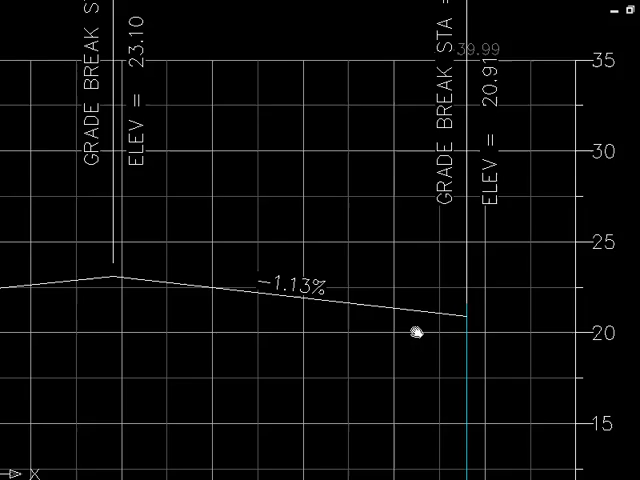 GRADE BREAK S
ELEV = 23.10
GRADE BREAK STA =
ELEV = 20.91
39.99
35
30
25
20
15
-1.13%
X